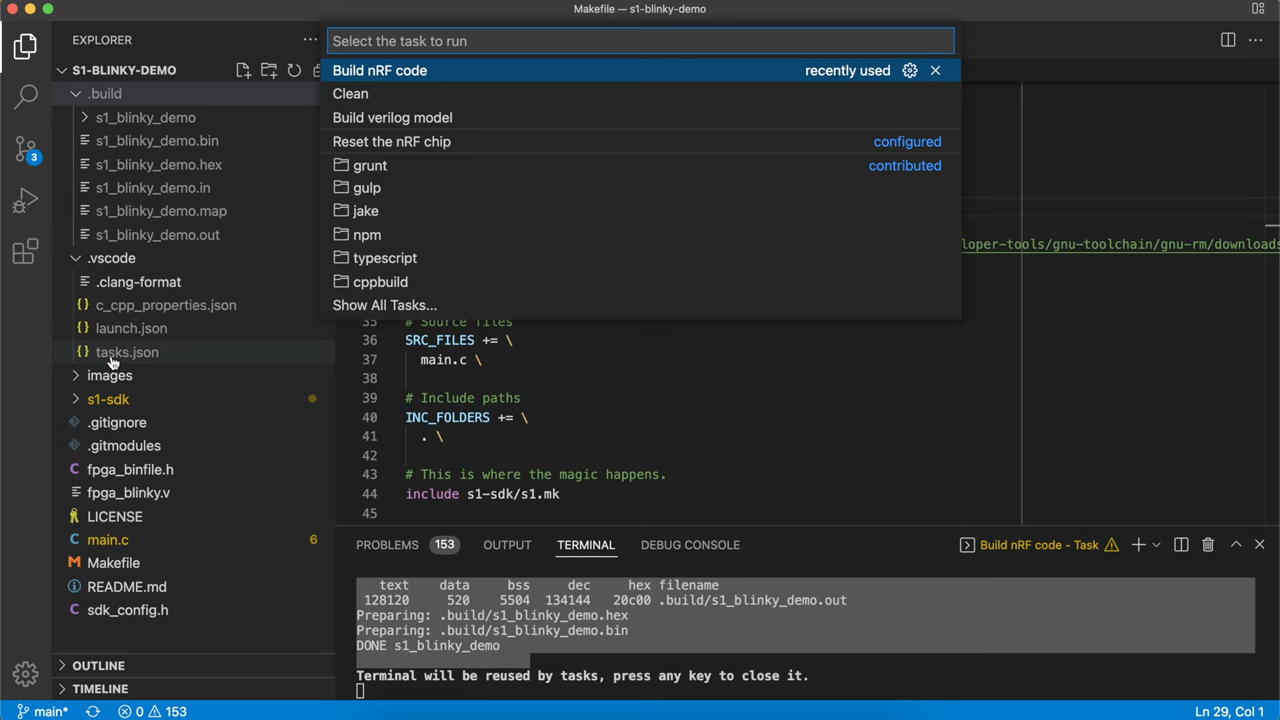 Makefile — s1-blinky-demo
EXPLORER
S1-BLINKY-DEMO
.build
s1_blinky_demo
s1_blinky_demo.bin
s1_blinky_demo.hex
s1_blinky_demo.in
s1_blinky_demo.map
s1_blinky_demo.out
.vscode
.clang-format
c_cpp_properties.json
launch.json
tasks.json
images
s1-sdk
.gitignore
.gitmodules
fpga_binfile.h
fpga_blinky.v
LICENSE
main.c 6
Makefile
README.md
sdk_config.h
OUTLINE
TIMELINE
3
Select the task to run
Build nRF code recently used
Clean
Build verilog model
Reset the nRF chip configured
grunt contributed
gulp
jake
npm
typescript
cppbuild
Show All Tasks...
loper-tools/gnu-toolchain/gnu-rm/downloads
35 # Source files
36 SRC_FILES += \
37 main.c \
38
39 # Include paths
40 INC_FOLDERS += \
41 . \
42
43 # This is where the magic happens.
44 include s1-sdk/s1.mk
45
PROBLEMS 153 OUTPUT TERMINAL DEBUG CONSOLE Build nRF code - Task
text data bss dec hex filename
128120 520 5504 134144 20c00 .build/s1_blinky_demo.out
Preparing: .build/s1_blinky_demo.hex
Preparing: .build/s1_blinky_demo.bin
DONE s1_blinky_demo
Terminal will be reused by tasks, press any key to close it.
main* 0 153 Ln 29, Col 1